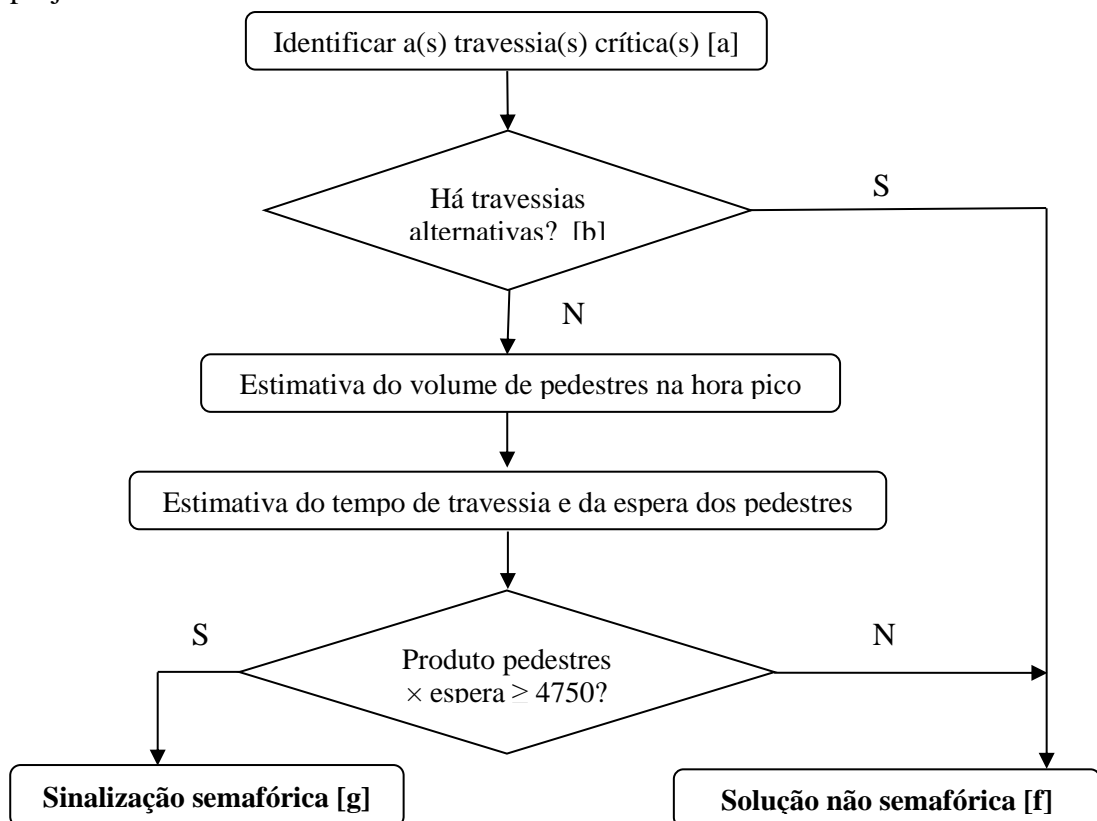 Identificar a(s) travessia(s) crítica(s) [a]
Há travessias
alternativas? [b]
S
N
Estimativa do volume de pedestres na hora pico
Estimativa do tempo de travessia e da espera dos pedestres
S
N
Produto pedestres
× espera ≥ 4750?
Sinalização semafórica [g]
Solução não semafórica [f]